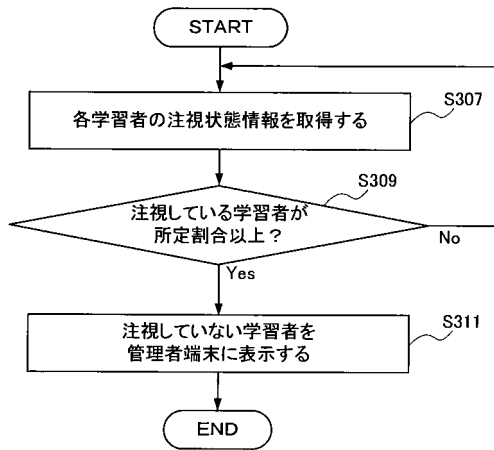 START
各学習者の注視状態情報を取得する
S307
注視している学習者が
所定割合以上？
S309
No
Yes
注視していない学習者を
管理者端末に表示する
S311
END